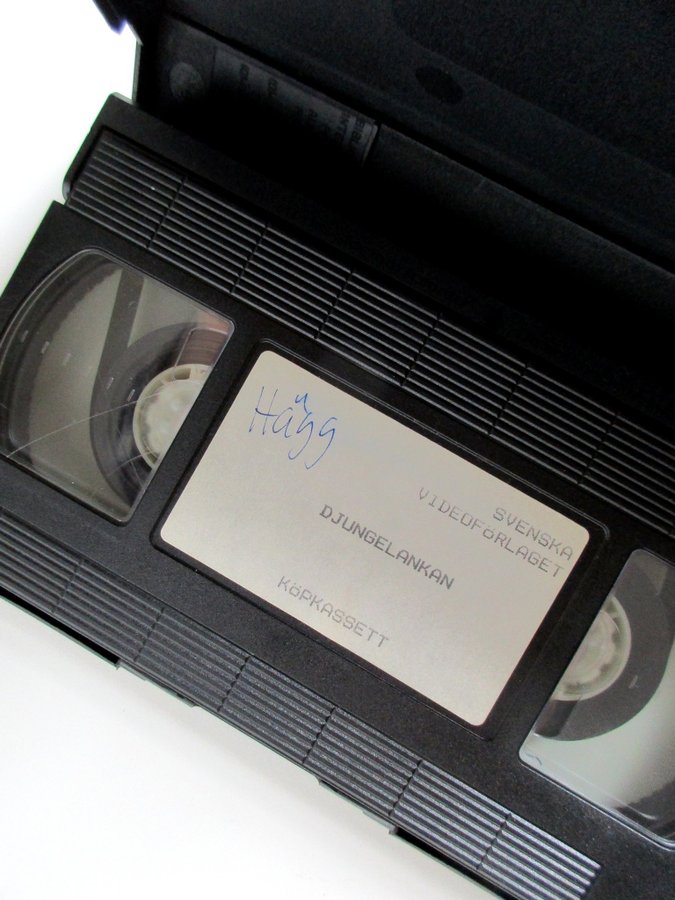 Hägg
SVENSKA
VIDEOFöRLAGET
DJUNGELANKAN
KöPKASSETT